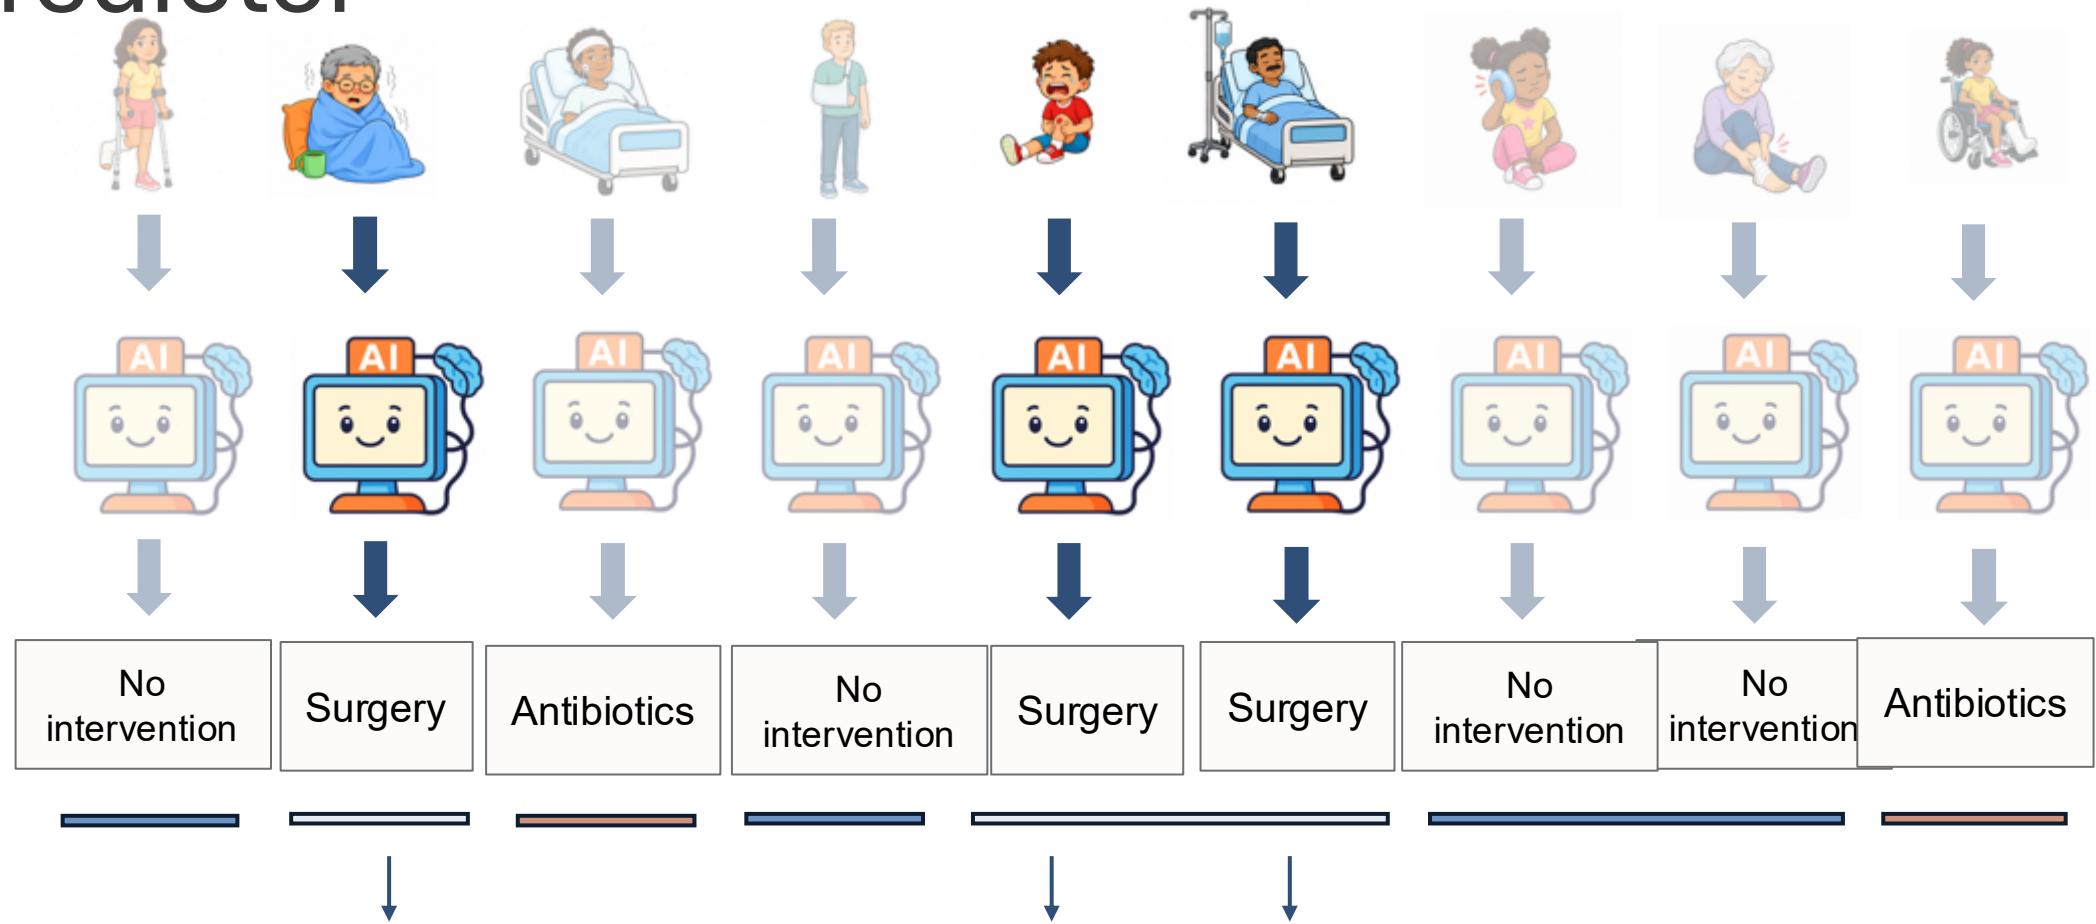 AI
AI
AI
AI
AI
AI
AI
AI
AI
No
intervention
Surgery
Antibiotics
No
intervention
Surgery
Surgery
No
intervention
No
intervention
Antibiotics